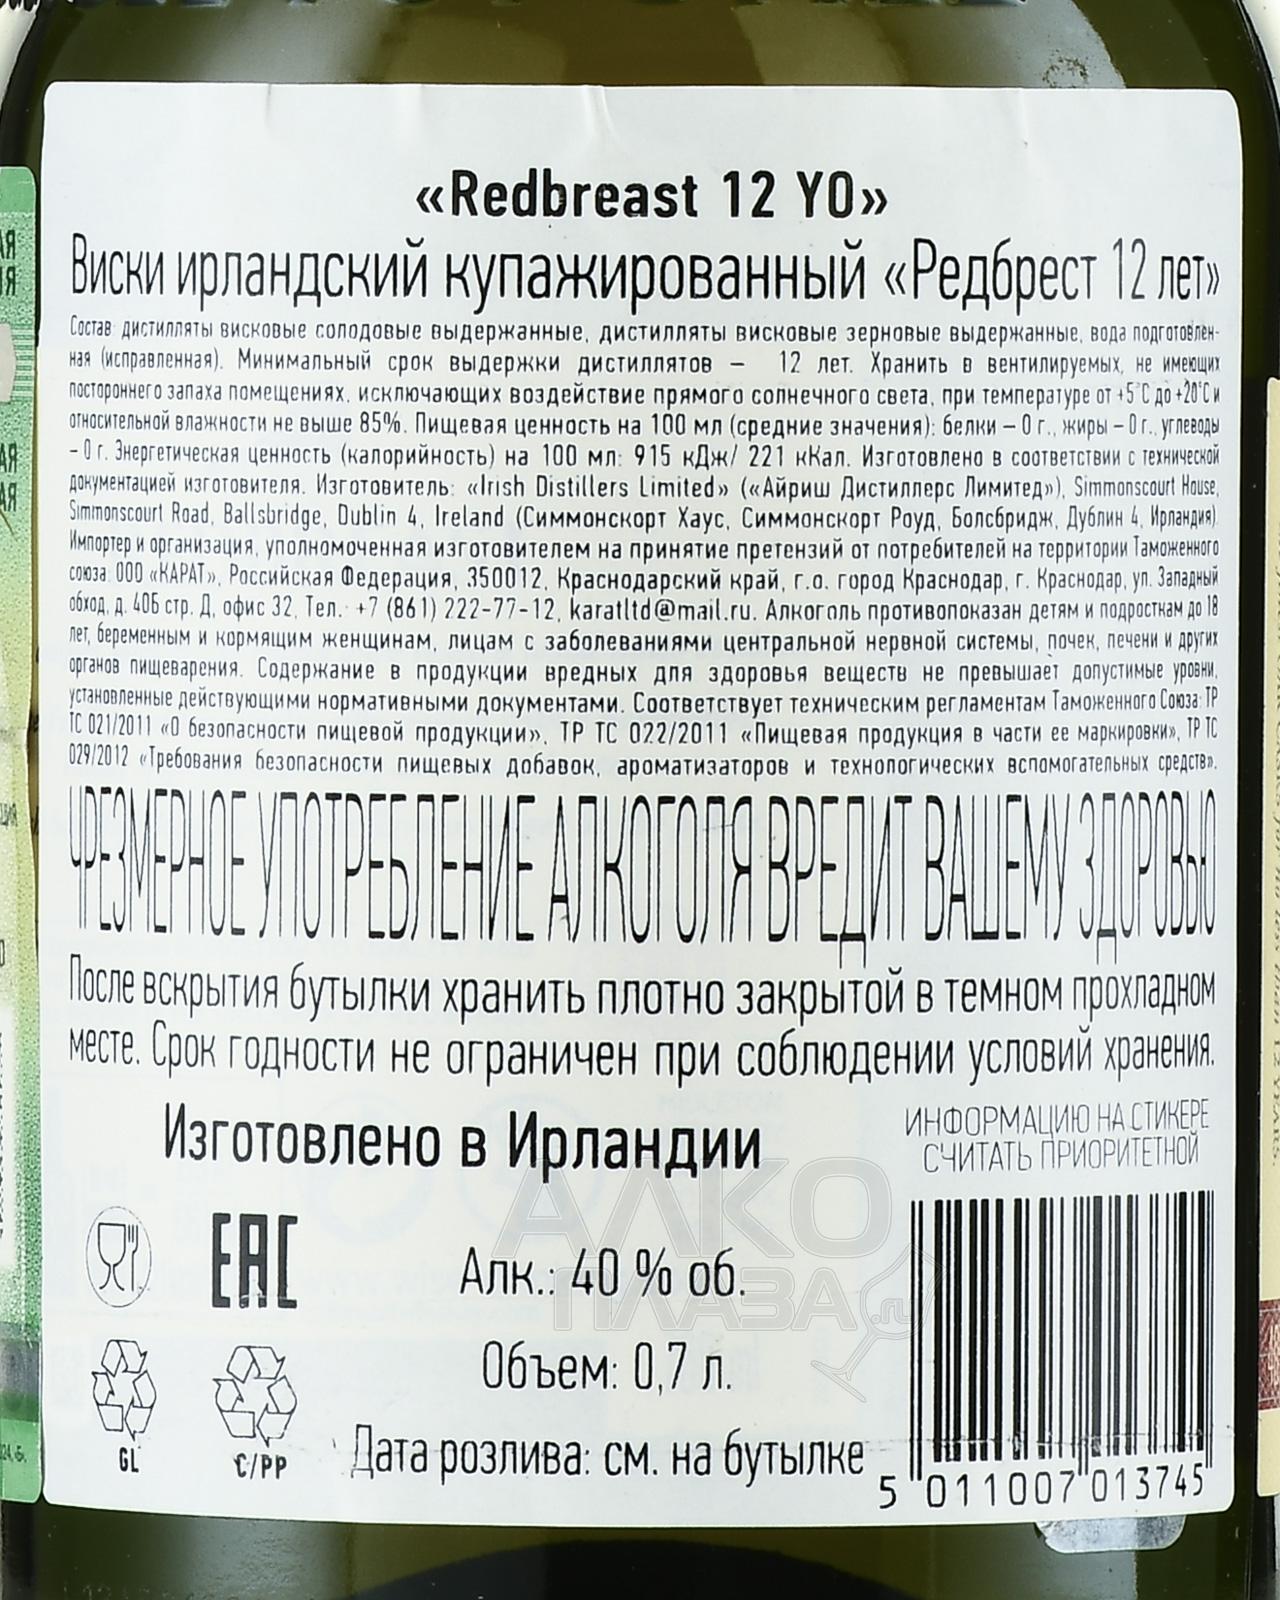 «Redbreast 12 YO»
Виски ирландский купажированный «Редбрест 12 лет»
Состав: дистилляты висковые солодовые выдержанные, дистилляты висковые зерновые выдержанные, вода подготовлен-
ная (исправленная). Минимальный срок выдержки дистиллятов – 12 лет. Хранить в вентилируемых, не имеющих
постороннего запаха помещениях, исключающих воздействие прямого солнечного света, при температуре от +5˚С до +20˚С и
относительной влажности не выше 85%. Пищевая ценность на 100 мл (средние значения): белки – 0 г., жиры – 0 г., углеводы
– 0 г. Энергетическая ценность (калорийность) на 100 мл: 915 кДж/ 221 кКал. Изготовлено в соответствии с технической
документацией изготовителя. Изготовитель: «Irish Distillers Limited» («Айриш Дистиллерс Лимитед»), Simmonscourt House,
Simmonscourt Road, Ballsbridge, Dublin 4, Ireland (Симмонскорт Хаус, Симмонскорт Роуд, Болсбридж, Дублин 4, Ирландия).
Импортер и организация, уполномоченная изготовителем на принятие претензий от потребителей на территории Таможенного
союза: ООО «КАРАТ», Российская Федерация, 350012, Краснодарский край, г.о. город Краснодар, г. Краснодар, ул. Западный
обход, д. 40Б стр. Д, офис 32, Тел.: +7 (861) 222-77-12, karatltd@mail.ru. Алкоголь противопоказан детям и подросткам до 18
лет, беременным и кормящим женщинам, лицам с заболеваниями центральной нервной системы, почек, печени и других
органов пищеварения. Содержание в продукции вредных для здоровья веществ не превышает допустимые уровни,
установленные действующими нормативными документами. Соответствует техническим регламентам Таможенного Союза: ТР
ТС 021/2011 «О безопасности пищевой продукции», ТР ТС 022/2011 «Пищевая продукция в части ее маркировки», ТР ТС
029/2012 «Требования безопасности пищевых добавок, ароматизаторов и технологических вспомогательных средств».
ЧРЕЗМЕРНОЕ УПОТРЕБЛЕНИЕ АЛКОГОЛЯ ВРЕДИТ ВАШЕМУ ЗДОРОВЬЮ
После вскрытия бутылки хранить плотно закрытой в темном прохладном
месте. Срок годности не ограничен при соблюдении условий хранения.
Изготовлено в Ирландии
ИНФОРМАЦИЮ НА СТИКЕРЕ
СЧИТАТЬ ПРИОРИТЕТНОЙ
EAC
Алк.: 40 % об.
АЛКО
ПЛАЗА.ru
Объем: 0,7 л.
GL
C/PP
Дата розлива: см. на бутылке
5 011007 013745